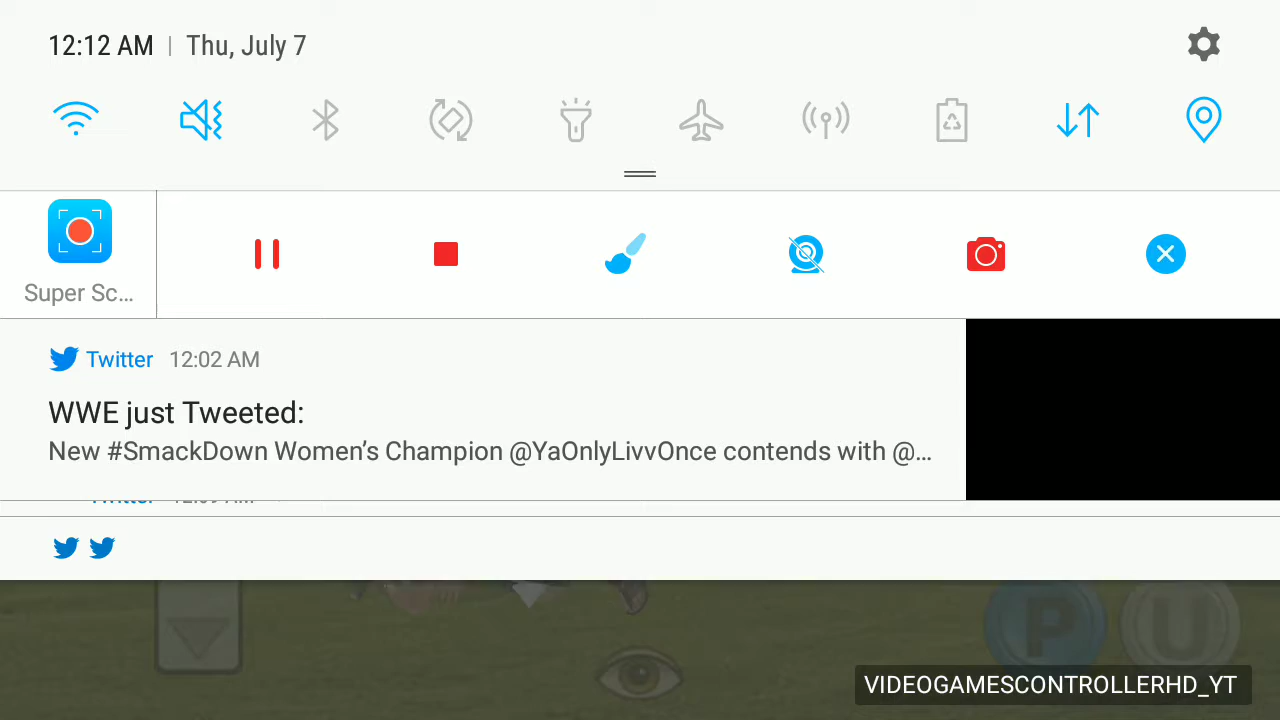 12:12 AM | Thu, July 7
Super Sc...
Twitter 12:02 AM
WWE just Tweeted:
New #SmackDown Women’s Champion @YaOnlyLivvOnce contends with @...
Twitter
P U
VIDEOGAMESCONTROLLERHD_YT